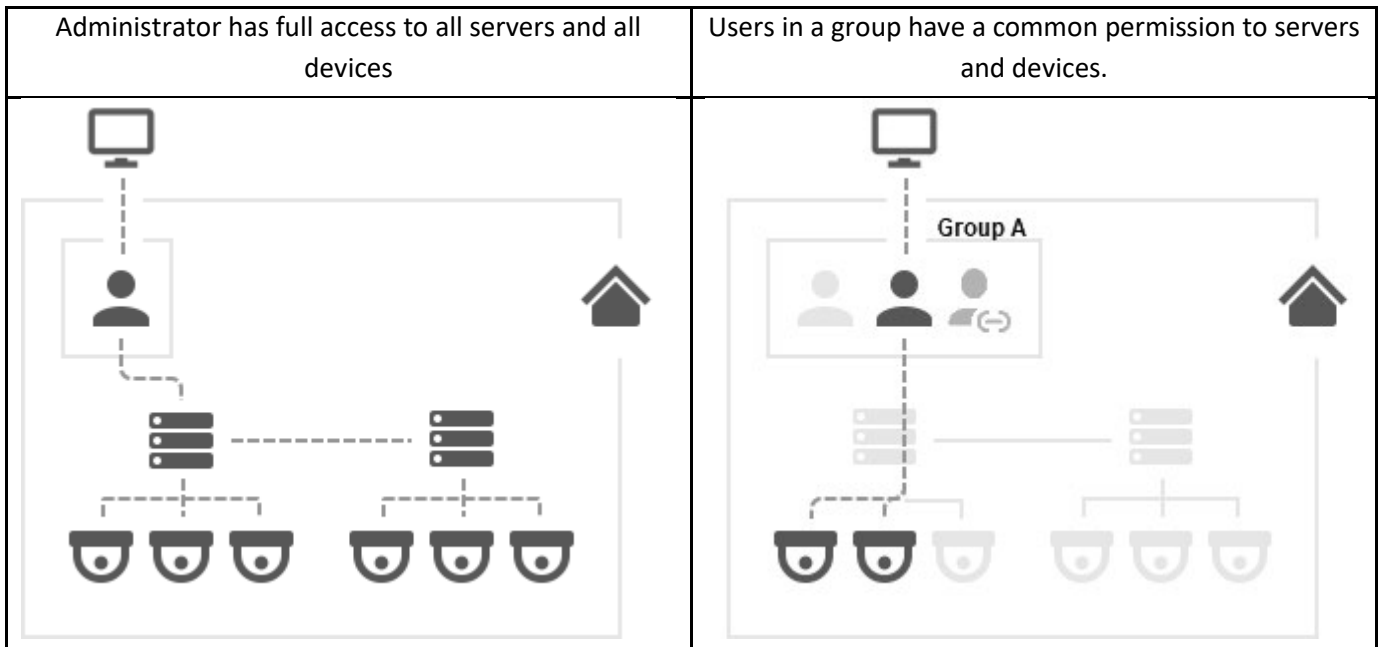 Administrator has full access to all servers and all
devices
Users in a group have a common permission to servers
and devices.
Group A